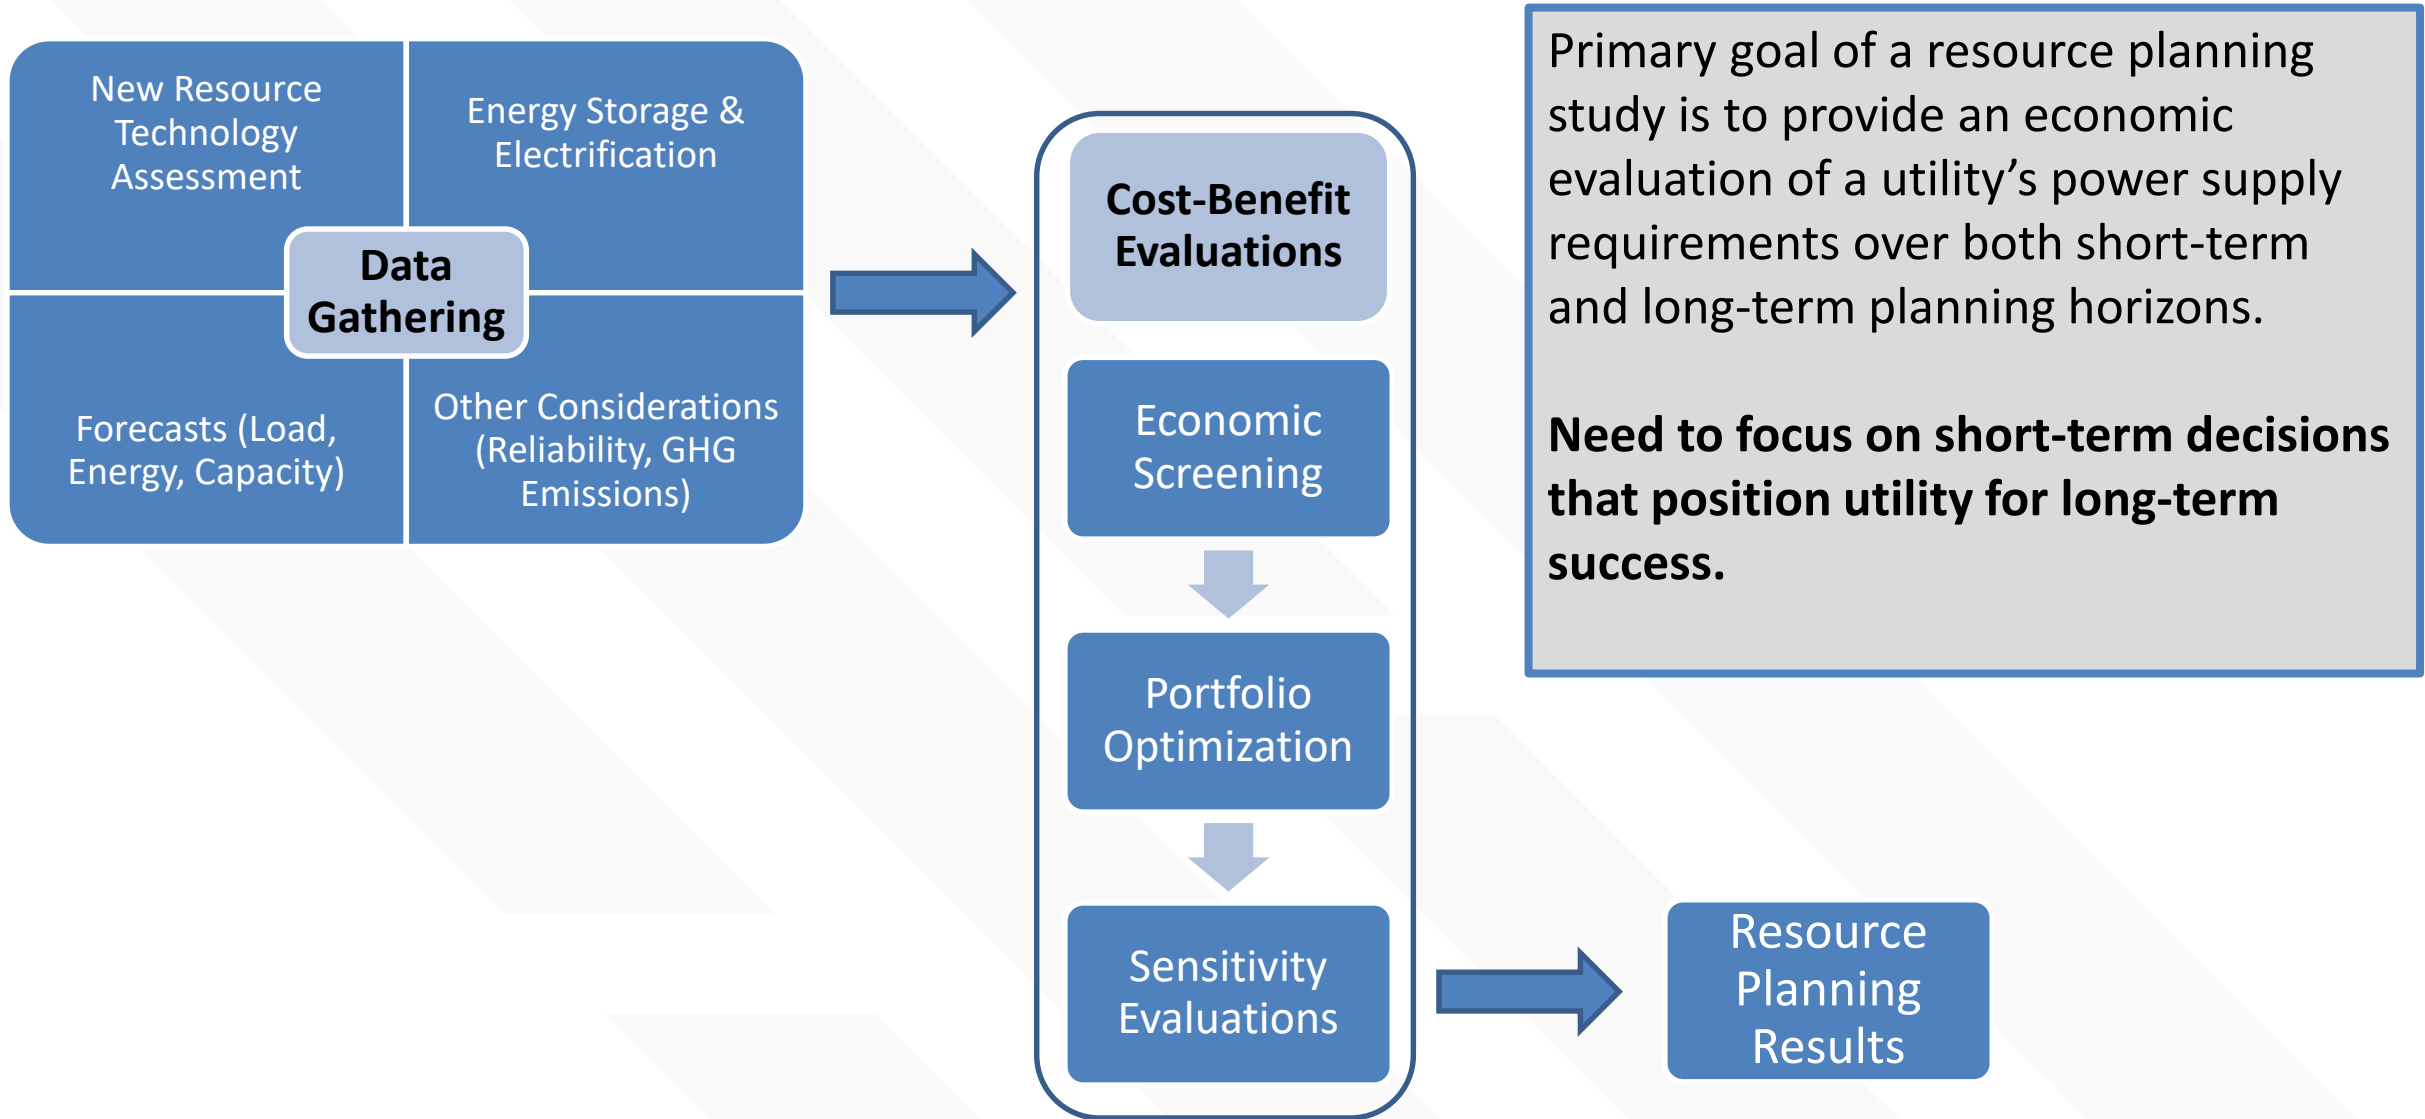 New Resource
Technology
Assessment
Energy Storage &
Electrification
Data
Gathering
Forecasts (Load,
Energy, Capacity)
Other Considerations
(Reliability, GHG
Emissions)
Cost-Benefit
Evaluations
Economic
Screening
Portfolio
Optimization
Sensitivity
Evaluations
Resource
Planning
Results
Primary goal of a resource planning
study is to provide an economic
evaluation of a utility’s power supply
requirements over both short-term
and long-term planning horizons.
Need to focus on short-term decisions
that position utility for long-term
success.